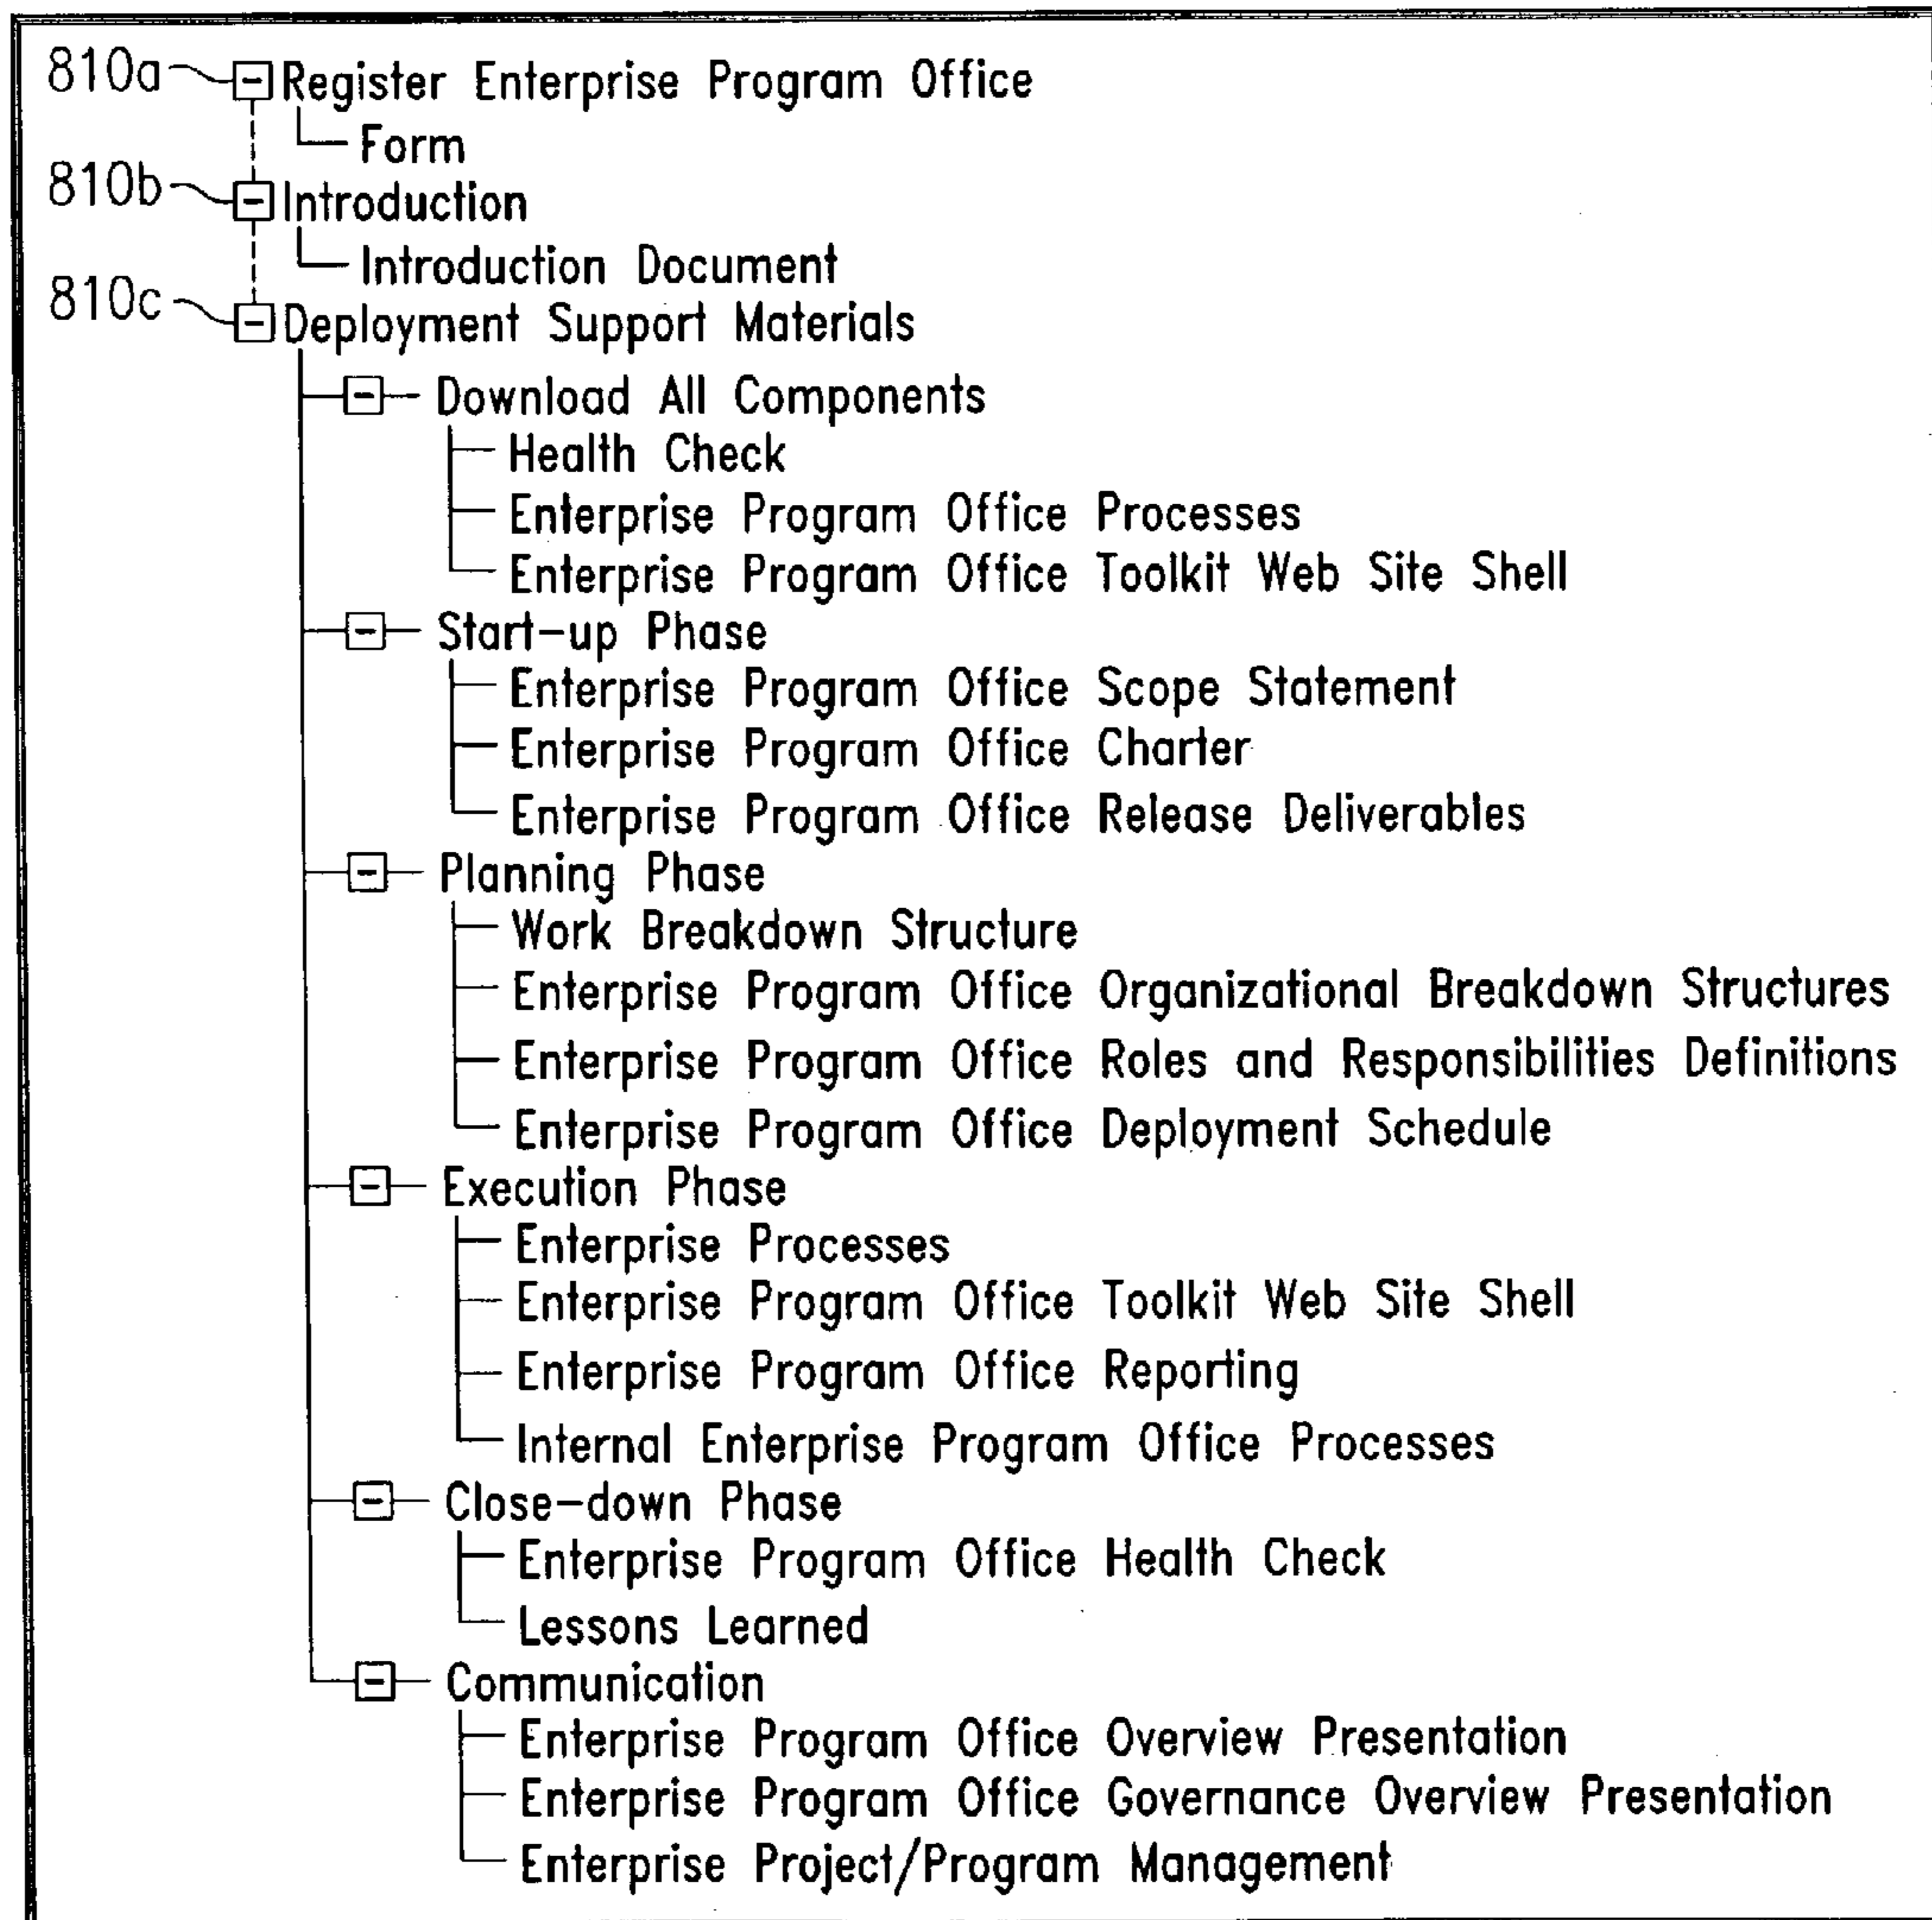 810a Register Enterprise Program Office
Form
810b Introduction
Introduction Document
810c Deployment Support Materials
Download All Components
Health Check
Enterprise Program Office Processes
Enterprise Program Office Toolkit Web Site Shell
Start-up Phase
Enterprise Program Office Scope Statement
Enterprise Program Office Charter
Enterprise Program Office Release Deliverables
Planning Phase
Work Breakdown Structure
Enterprise Program Office Organizational Breakdown Structures
Enterprise Program Office Roles and Responsibilities Definitions
Enterprise Program Office Deployment Schedule
Execution Phase
Enterprise Processes
Enterprise Program Office Toolkit Web Site Shell
Enterprise Program Office Reporting
Internal Enterprise Program Office Processes
Close-down Phase
Enterprise Program Office Health Check
Lessons Learned
Communication
Enterprise Program Office Overview Presentation
Enterprise Program Office Governance Overview Presentation
Enterprise Project/Program Management